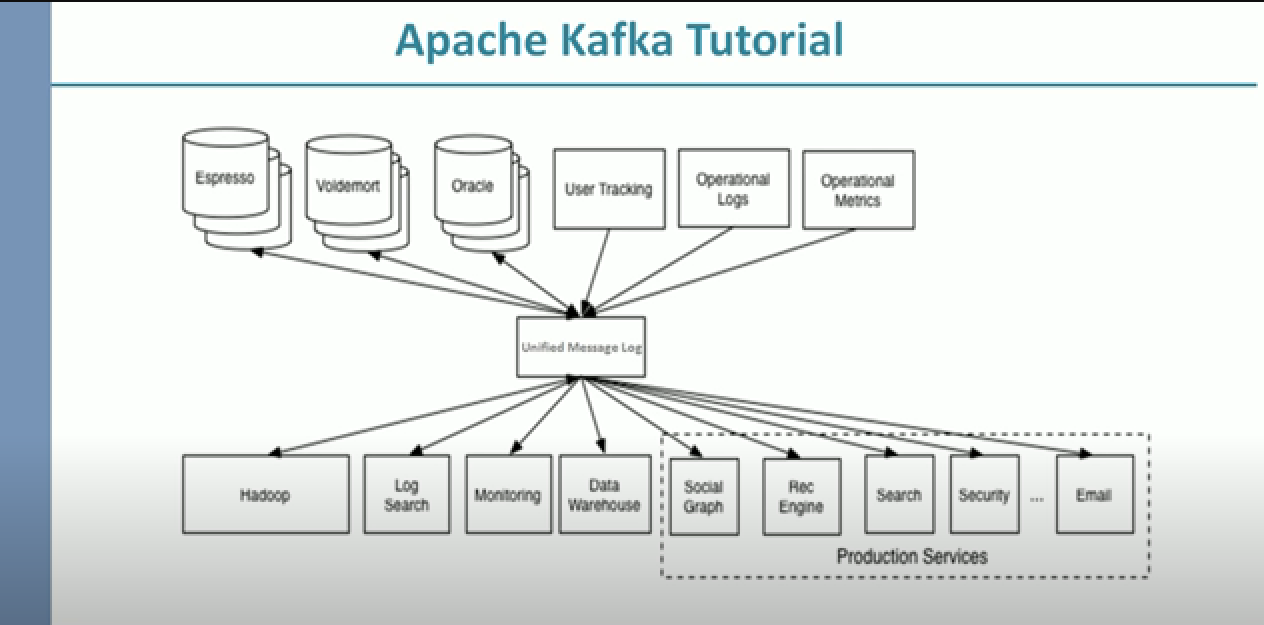 Apache Kafka Tutorial
Espresso
Voldemort
Oracle
User Tracking
Operational
Logs
Operational
Metrics
Unified Message Log
Hadoop
Log
Search
Monitoring
Data
Warehouse
Social
Graph
Rec
Engine
Search
Security
...
Email
Production Services